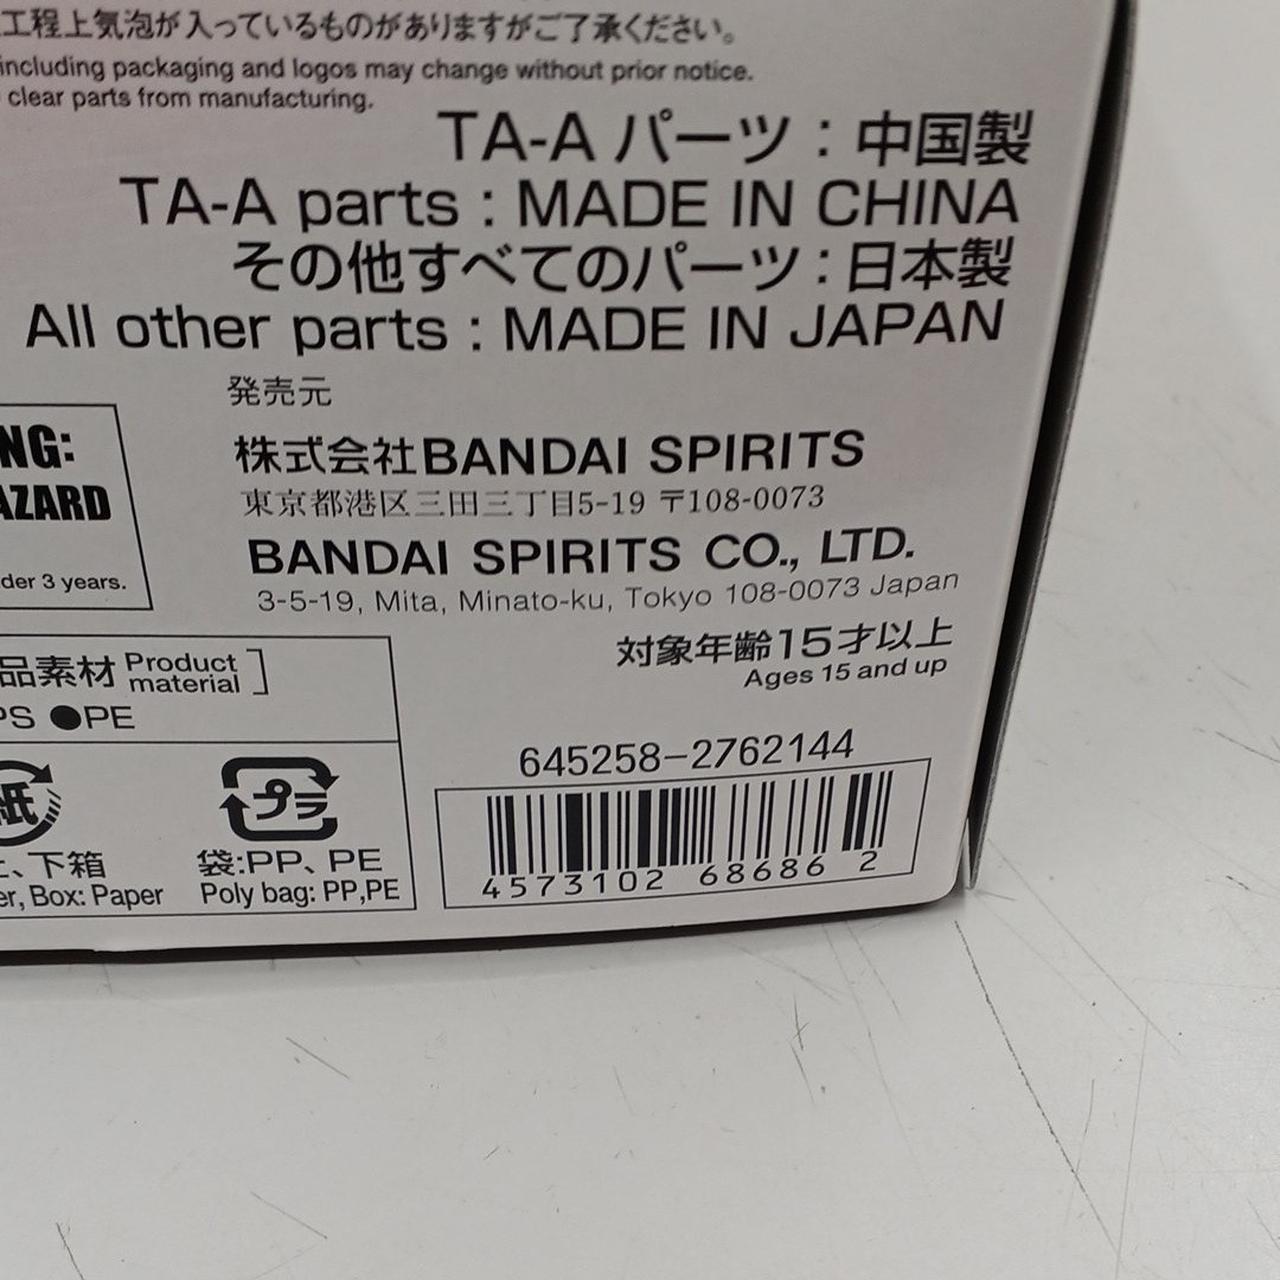 工程上気泡が入っているものがありますがご了承ください。
including packaging and logos may change without prior notice.
clear parts from manufacturing.
TA-A パーツ：中国製
TA-A parts : MADE IN CHINA
その他すべてのパーツ：日本製
All other parts : MADE IN JAPAN
発売元
株式会社BANDAI SPIRITS
東京都港区三田三丁目5-19 〒108-0073
BANDAI SPIRITS CO., LTD.
3-5-19, Mita, Minato-ku, Tokyo 108-0073 Japan
NG:
AZARD
der 3 years.
対象年齢15才以上
Ages 15 and up
品素材 Product material]
PS ●PE
紙
プラ
、下箱
er, Box: Paper
袋:PP、PE
Poly bag: PP,PE
645258-2762144
4573102 68686 2